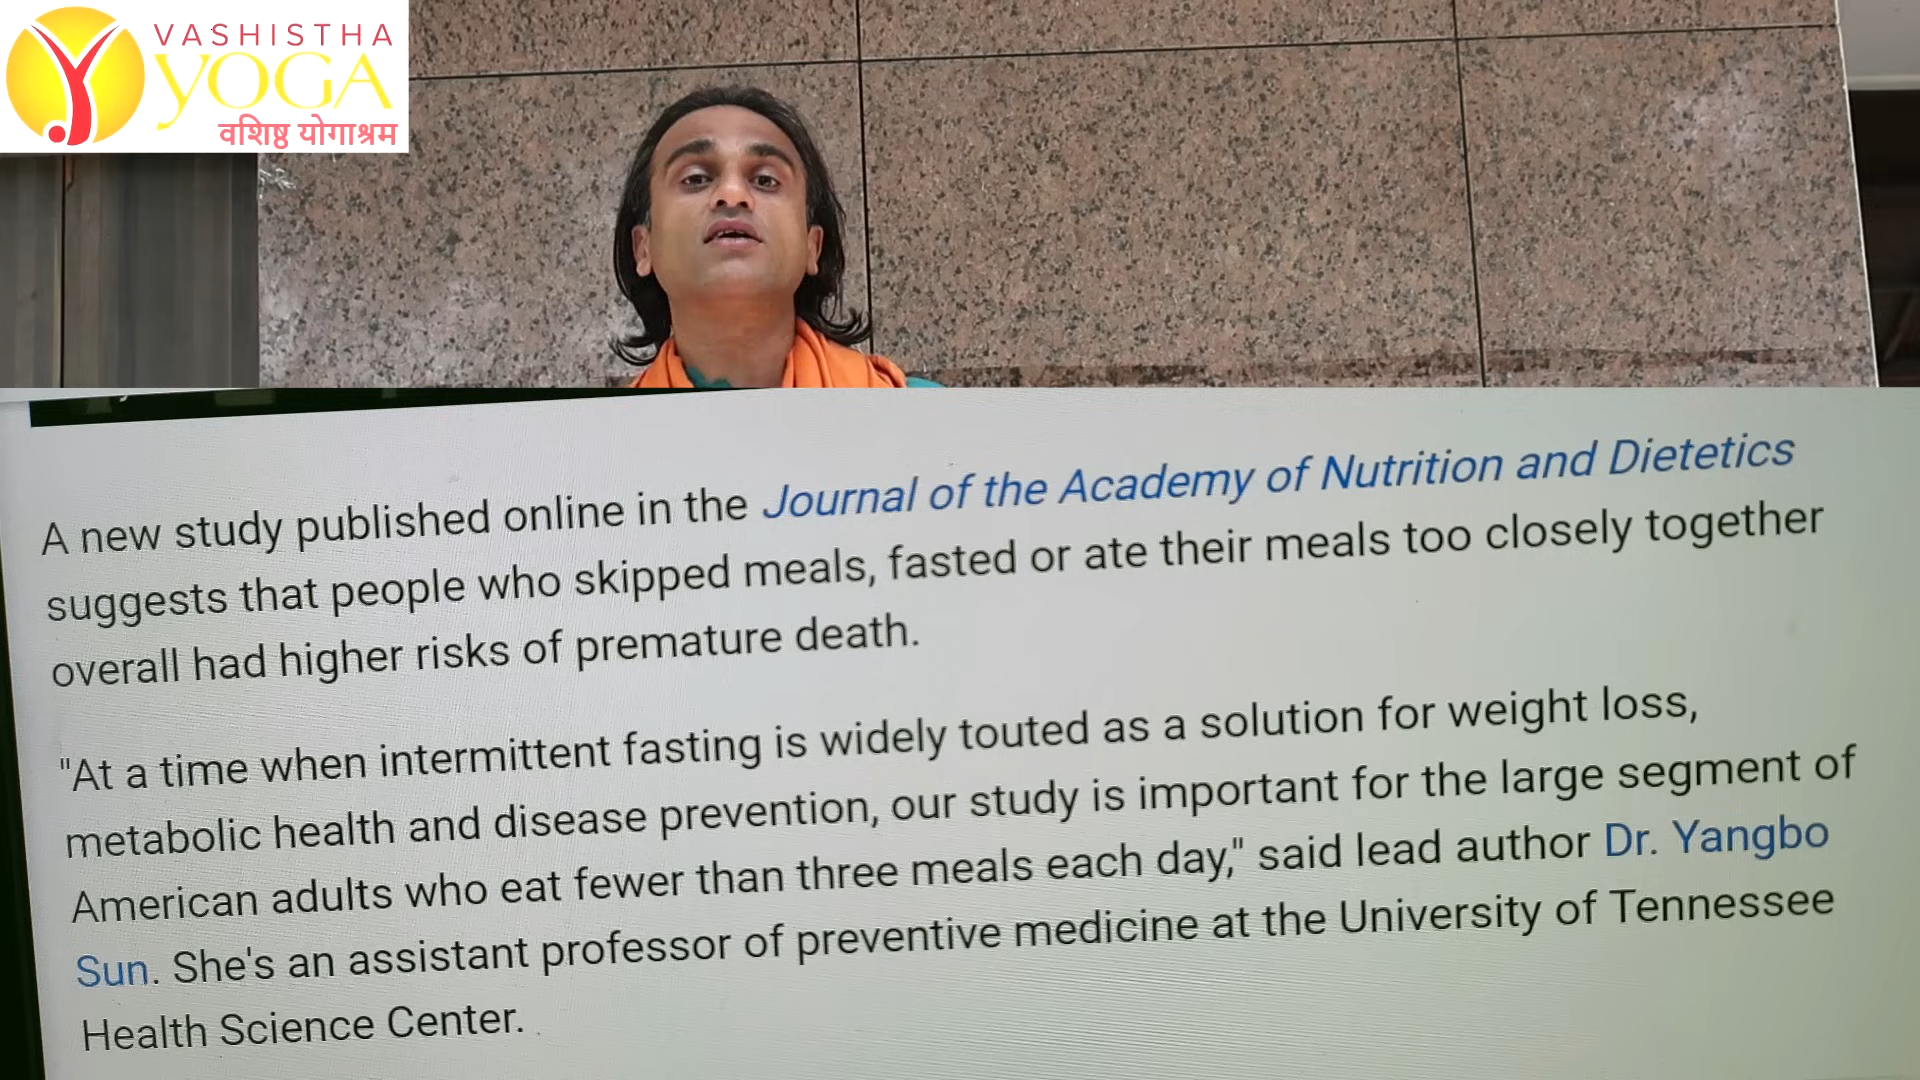 VASHISTHA
YOGA
वशिष्ठ योगाश्रम
A new study published online in the Journal of the Academy of Nutrition and Dietetics
suggests that people who skipped meals, fasted or ate their meals too closely together
overall had higher risks of premature death.
"At a time when intermittent fasting is widely touted as a solution for weight loss,
metabolic health and disease prevention, our study is important for the large segment of
American adults who eat fewer than three meals each day," said lead author Dr. Yangbo
Sun. She's an assistant professor of preventive medicine at the University of Tennessee
Health Science Center.